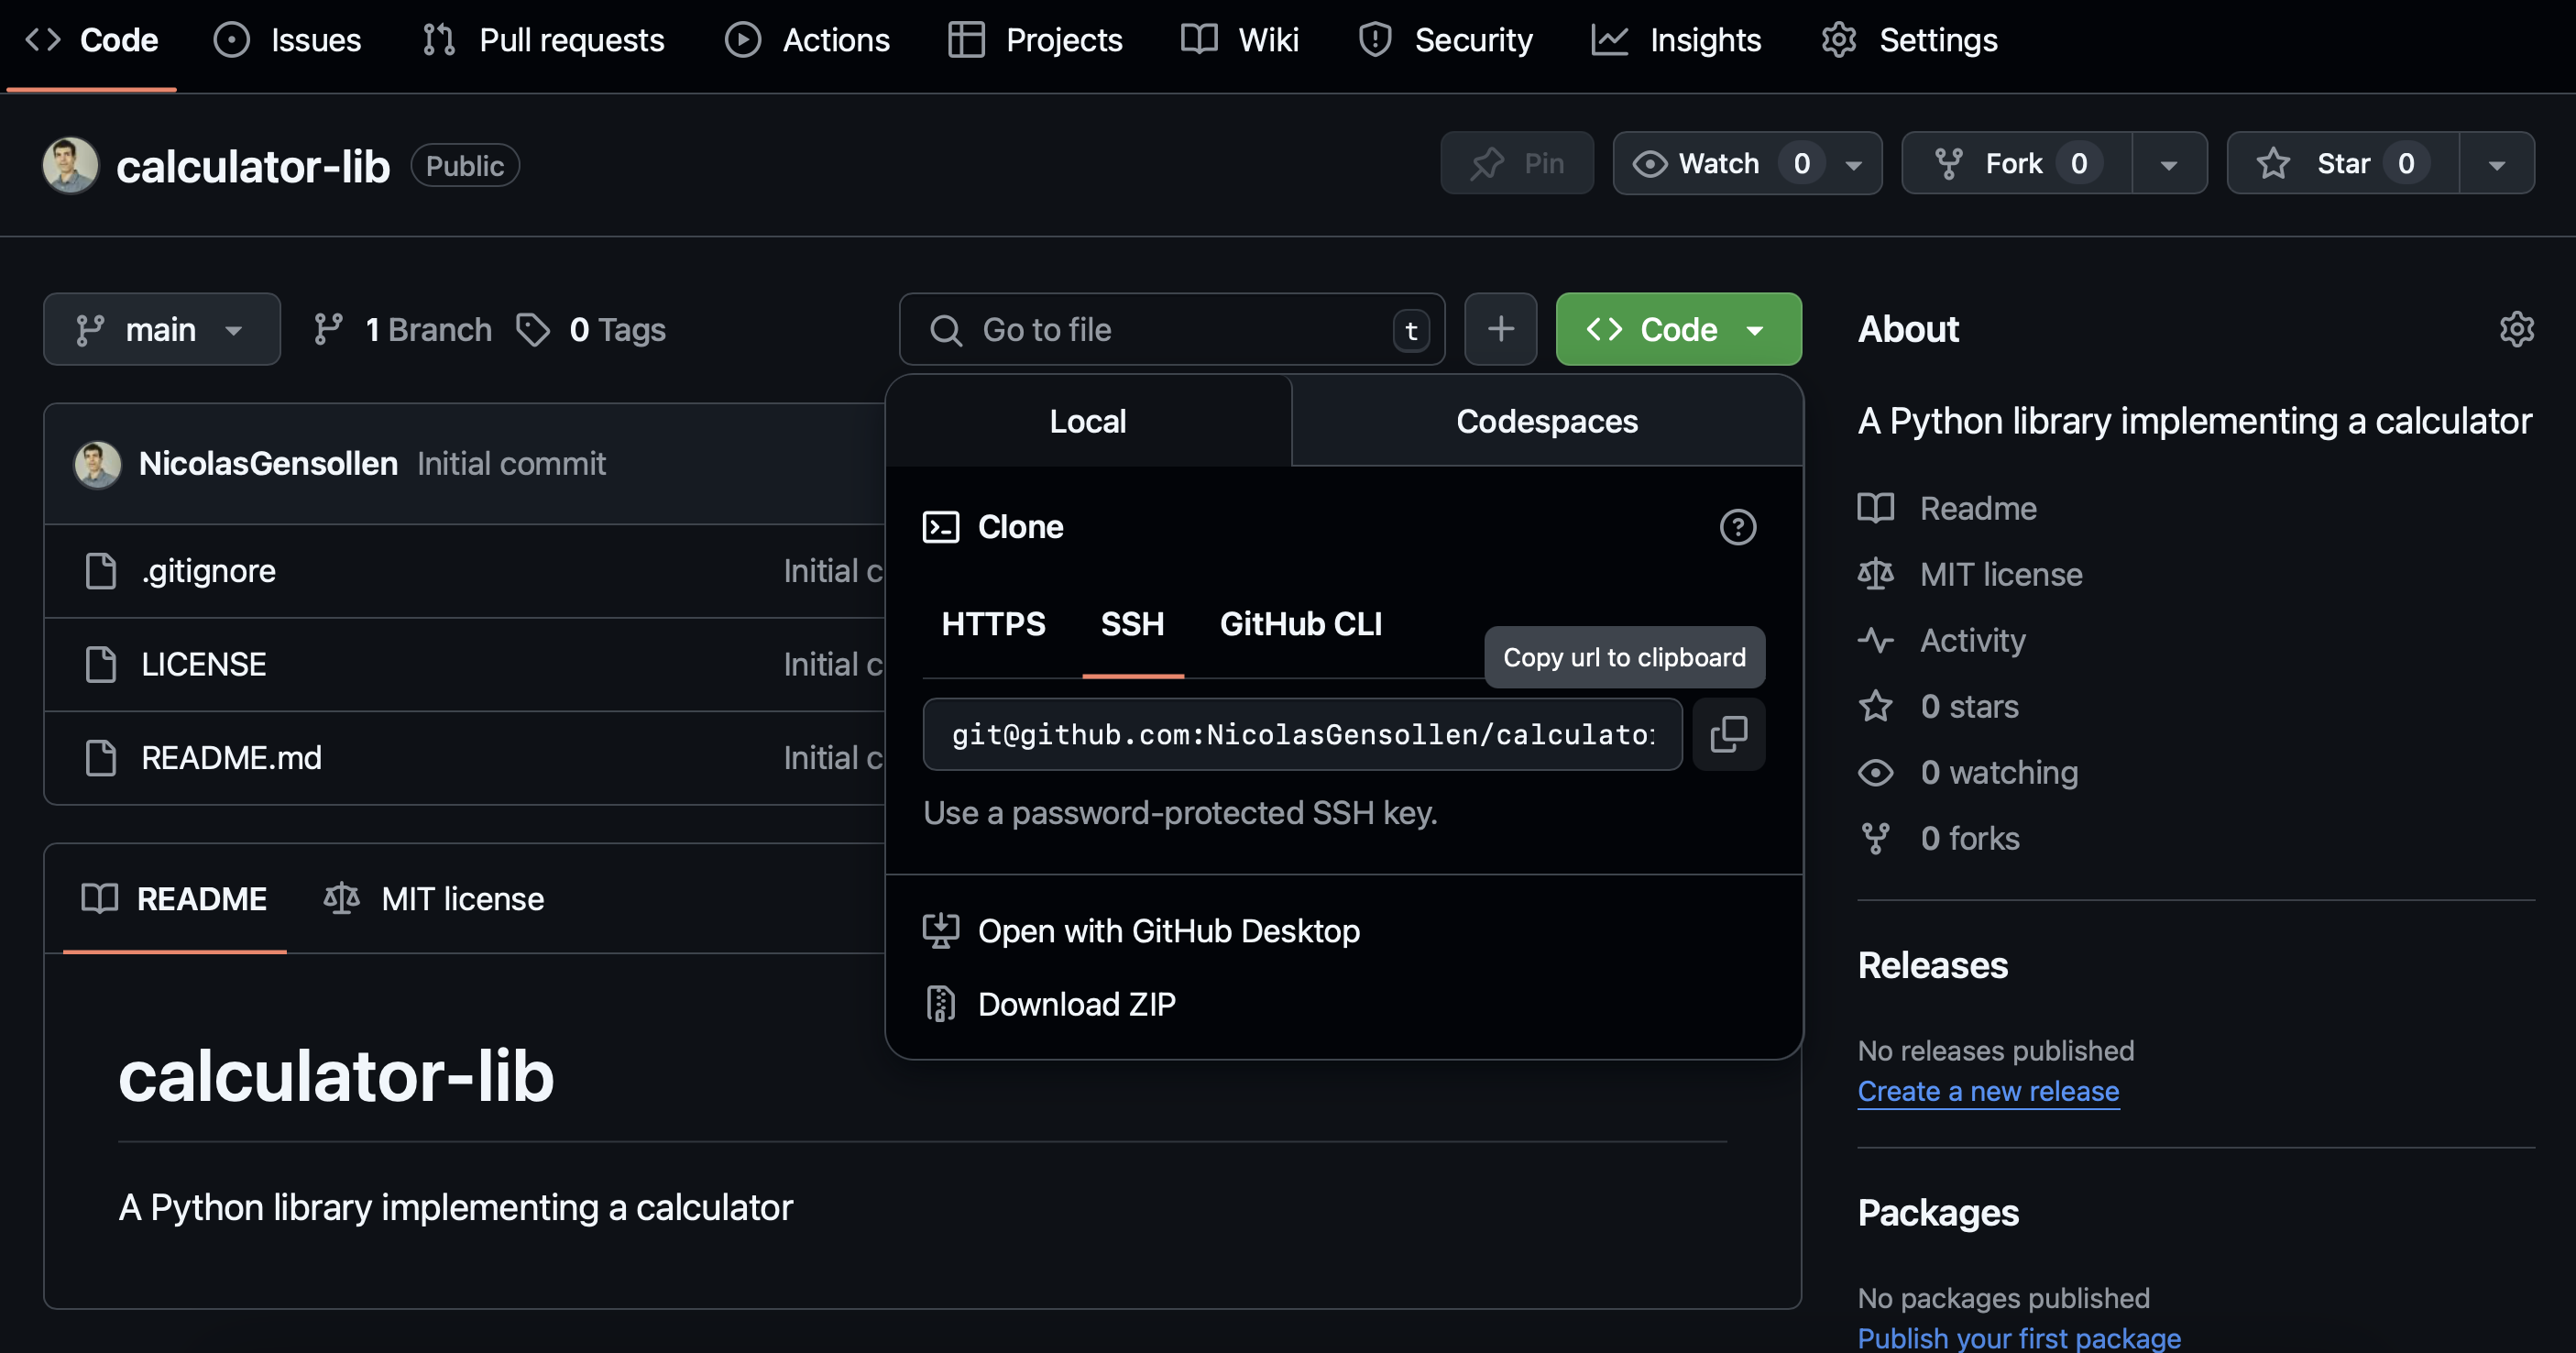 Code Issues Pull requests Actions Projects Wiki Security Insights Settings
calculator-lib Public
Pin Watch 0 Fork 0 Star 0
main 1 Branch 0 Tags Go to file t Code
Local Codespaces
Clone
HTTPS SSH GitHub CLI
Copy url to clipboard
git@github.com:NicolasGensollen/calculator
Use a password-protected SSH key.
Open with GitHub Desktop
Download ZIP
NicolasGensollen Initial commit
.gitignore Initial c
LICENSE Initial c
README.md Initial c
README MIT license
calculator-lib
A Python library implementing a calculator
About
A Python library implementing a calculator
Readme
MIT license
Activity
0 stars
0 watching
0 forks
Releases
No releases published
Create a new release
Packages
No packages published
Publish your first package